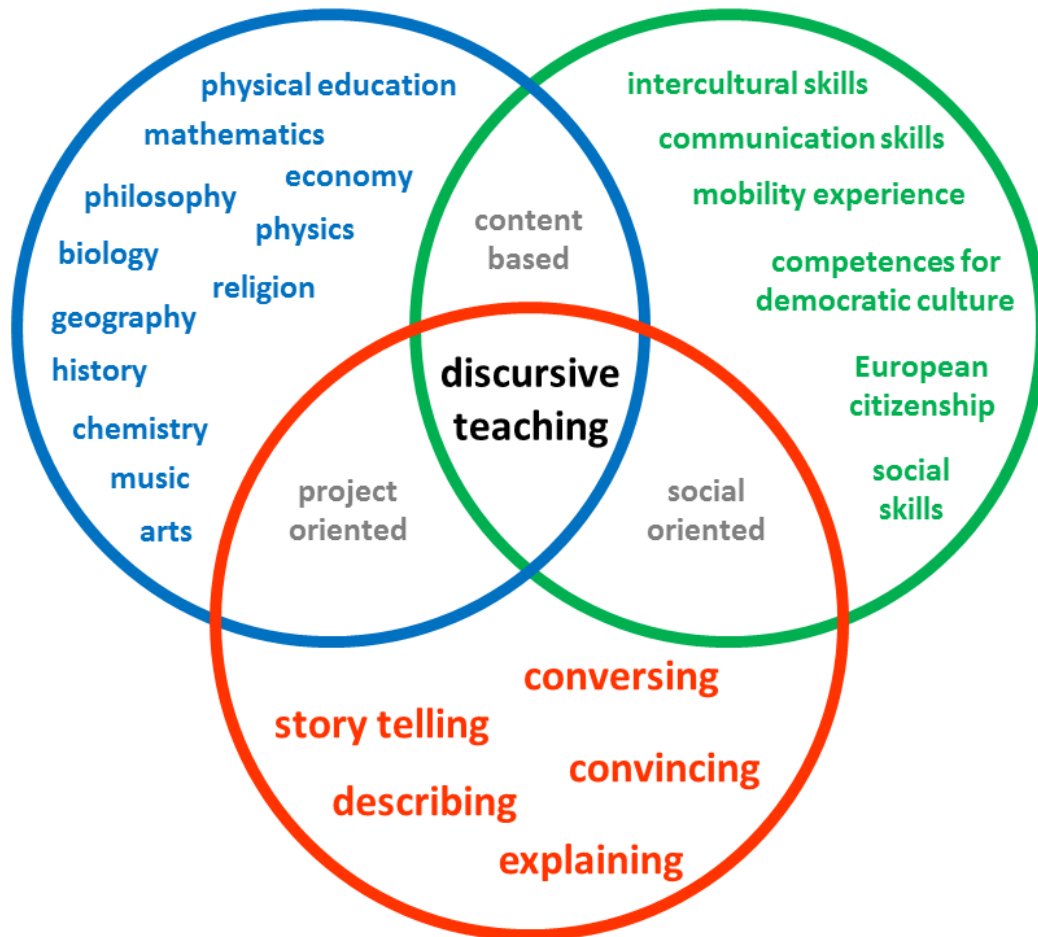 physical education
mathematics
economy
philosophy
physics
biology
religion
geography
history
chemistry
music
arts
intercultural skills
communication skills
mobility experience
competences for
democratic culture
European
citizenship
social
skills
content
based
discursive
teaching
project
oriented
social
oriented
conversing
story telling
convincing
describing
explaining